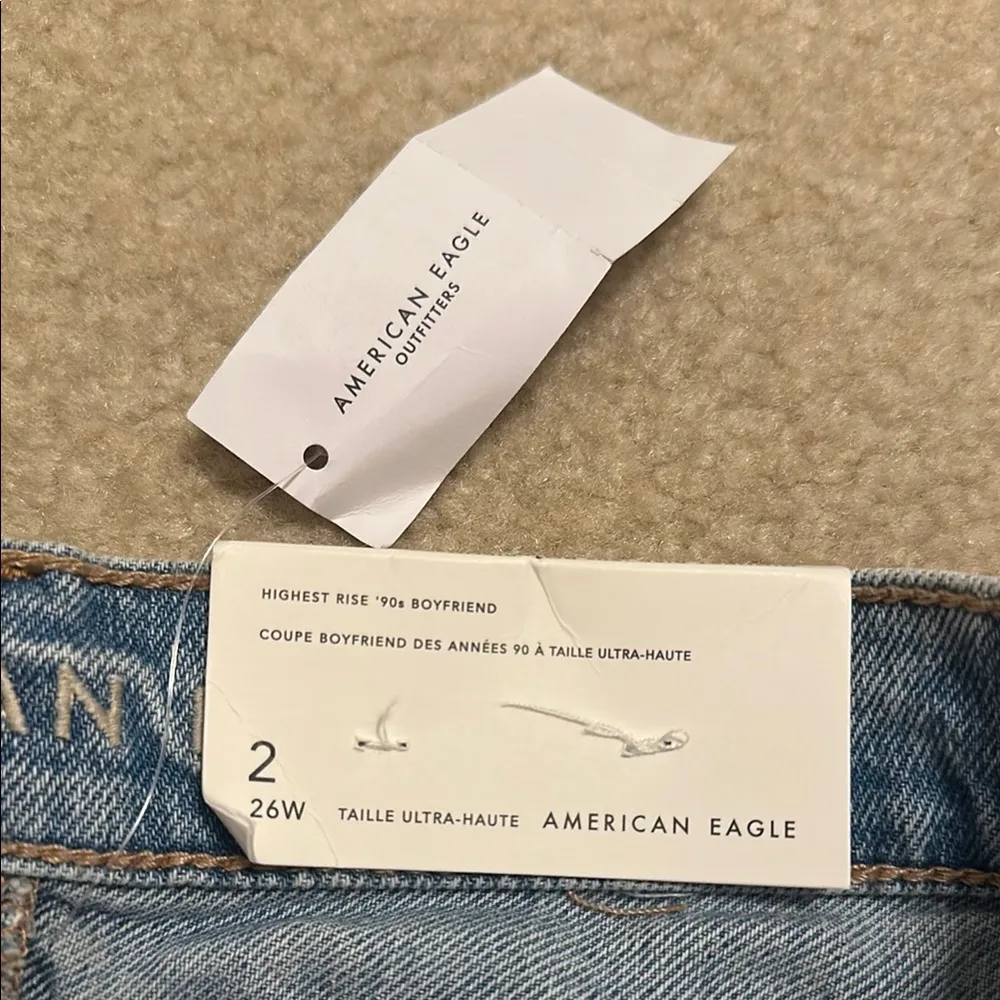 AMERICAN EAGLE
OUTFITTERS
HIGHEST RISE '90s BOYFRIEND
COUPE BOYFRIEND DES ANNÉES 90 À TAILLE ULTRA-HAUTE
AN
2
26W
TAILLE ULTRA-HAUTE AMERICAN EAGLE